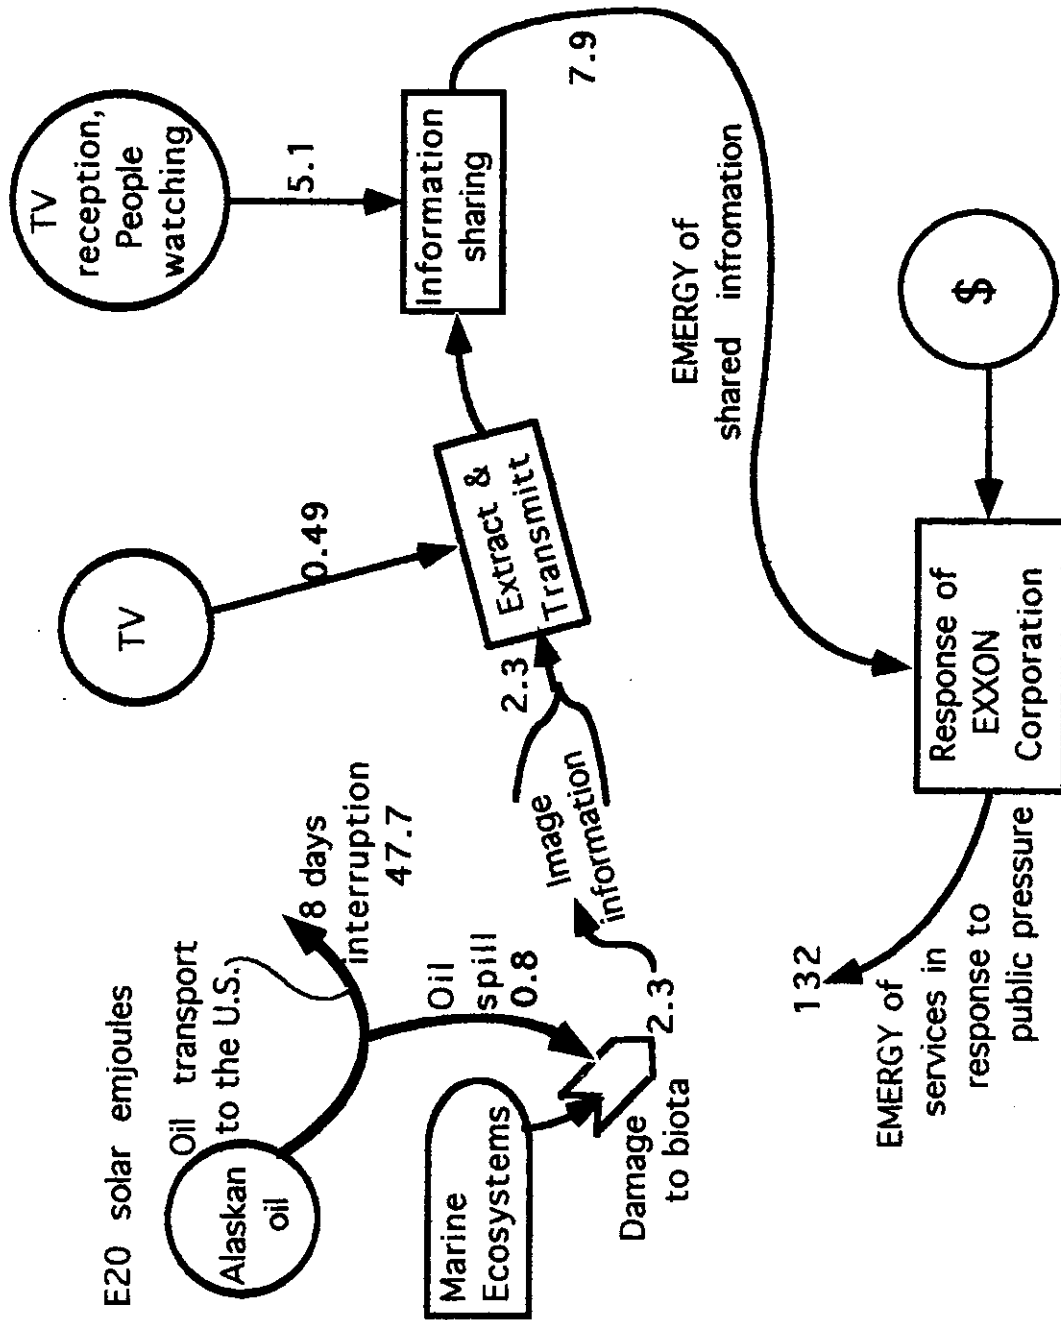 E20 solar emjoules
Alaskan
oil
Oil transport
to the U.S.
8 days
interruption
47.7
Oil
spill
0.8
Marine
Ecosystems
Damage
to biota
2.3
Image
information
2.3
TV
0.49
Extract &
Transmitt
TV
reception,
People
watching
5.1
Information
sharing
7.9
EMERGY of
shared infromation
$
Response of
EXXON
Corporation
132
EMERGY of
services in
response to
public pressure